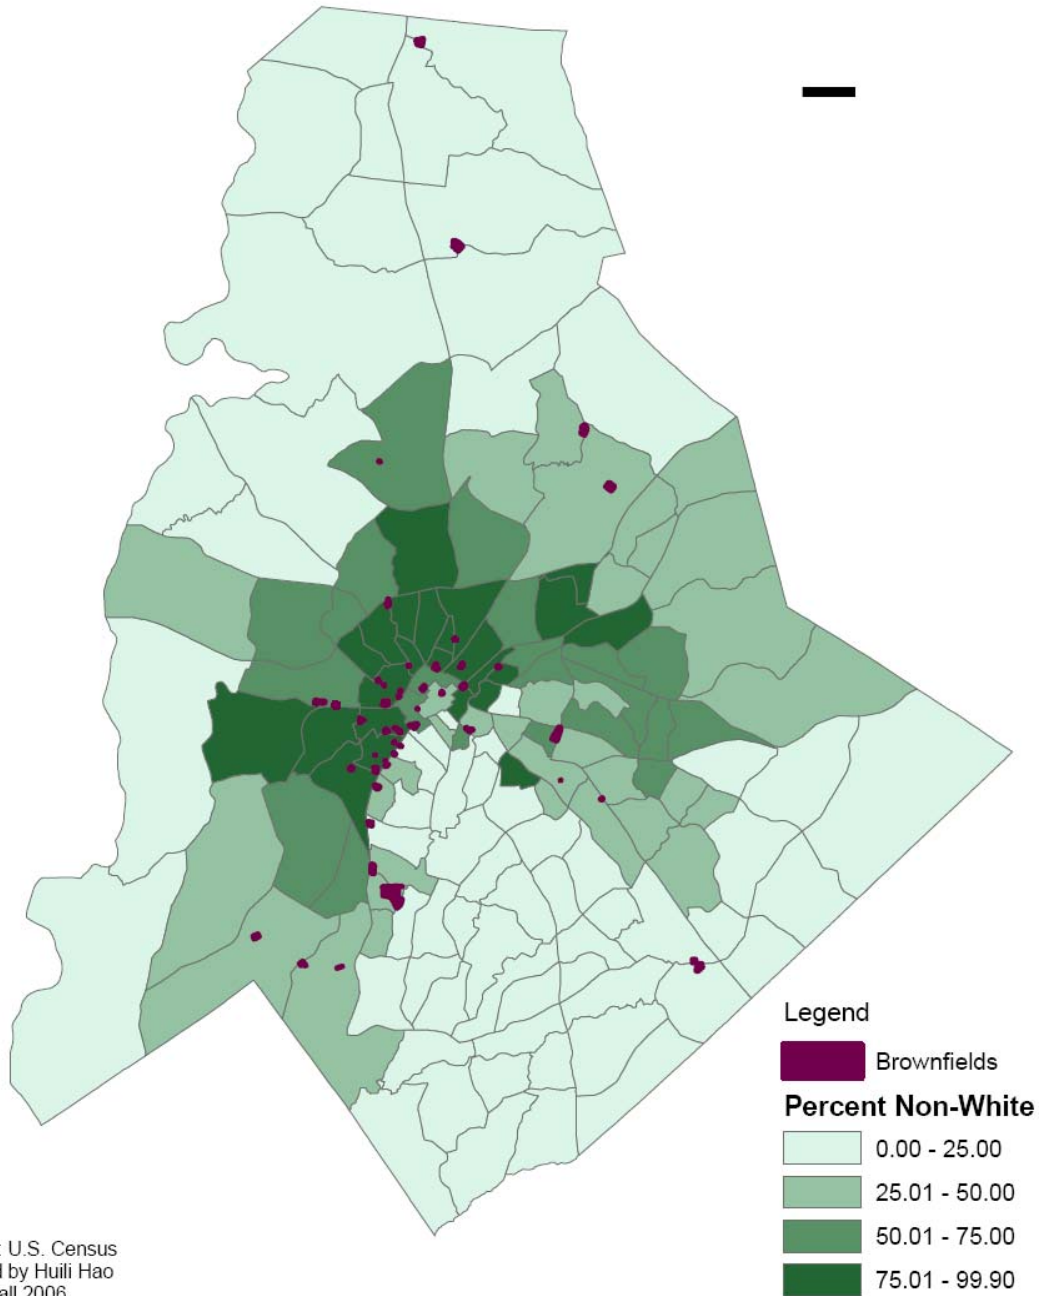 Legend
Brownfields
Percent Non-White
0.00 - 25.00
25.01 - 50.00
50.01 - 75.00
75.01 - 99.90
: U.S. Census
by Huili Hao
2006